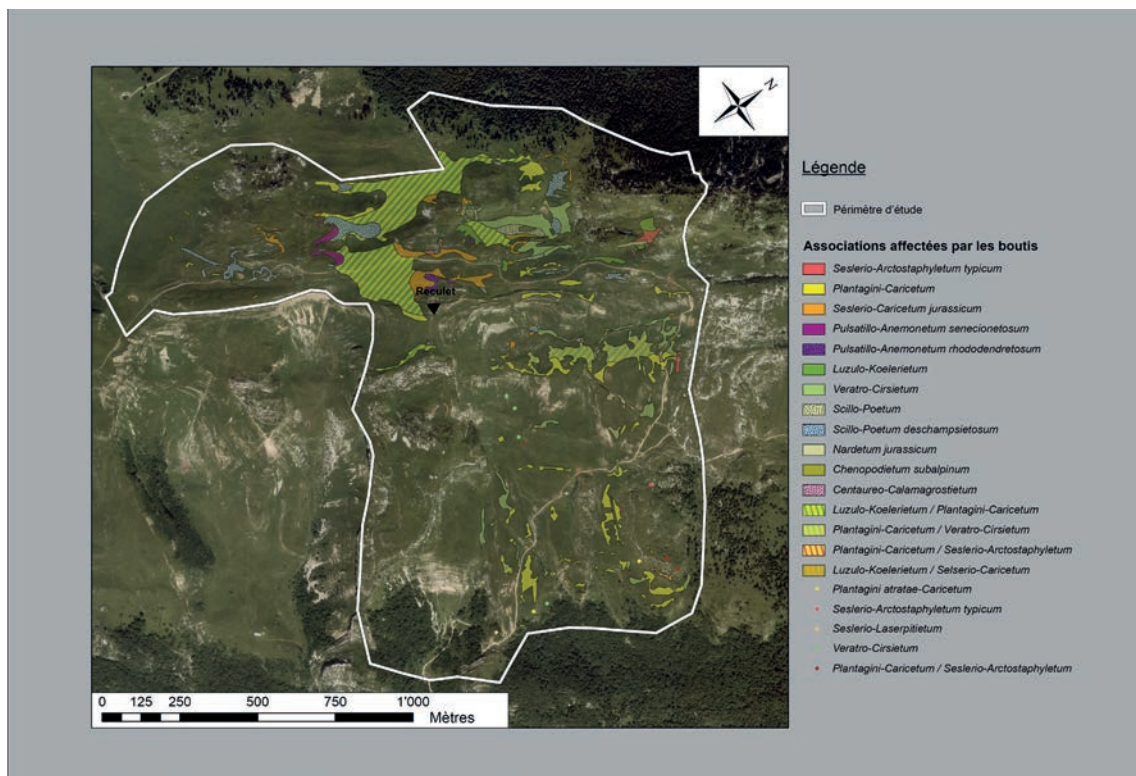 N
Légende
Périmètre d'étude
Associations affectées par les boutis
Seslerio-Arctostaphyletum typicum
Plantagini-Caricetum
Seslerio-Caricetum jurassicum
Pulsatillo-Anemonetum senecionetosum
Pulsatillo-Anemonetum rhododendretosum
Luzulo-Koelerietum
Veratro-Cirsietum
Scillo-Poetum
Scillo-Poetum deschampsietosum
Nardetum jurassicum
Chenopodietum subalpinum
Centaureo-Calamagrostietum
Luzulo-Koelerietum / Plantagini-Caricetum
Plantagini-Caricetum / Veratro-Cirsietum
Plantagini-Caricetum / Seslerio-Arctostaphyletum
Luzulo-Koelerietum / Selserio-Caricetum
Plantagini atratae-Caricetum
Seslerio-Arctostaphyletum typicum
Seslerio-Laserpitietum
Veratro-Cirsietum
Plantagini-Caricetum / Seslerio-Arctostaphyletum
Reculet
0 125 250 500 750 1'000
Mètres